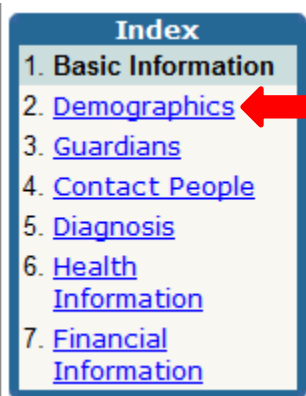 Index
1. Basic Information
2. Demographics
3. Guardians
4. Contact People
5. Diagnosis
6. Health
Information
7. Financial
Information